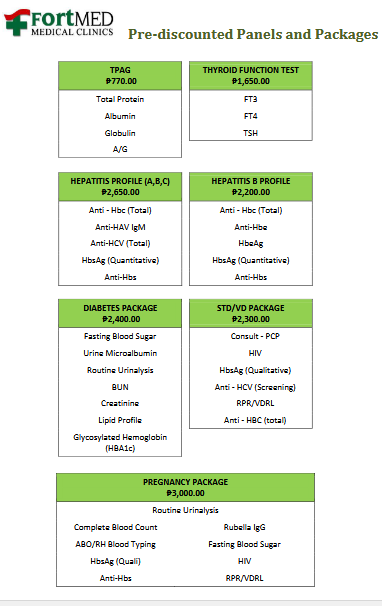 FORTMED
MEDICAL CLINICS
Pre-discounted Panels and Packages
TPAG
₱770.00
Total Protein
Albumin
Globulin
A/G
THYROID FUNCTION TEST
₱1,650.00
FT3
FT4
TSH
HEPATITIS PROFILE (A,B,C)
₱2,650.00
Anti - Hbc (Total)
Anti-HAV IgM
Anti-HCV (Total)
HbsAg (Quantitative)
Anti-Hbs
HEPATITIS B PROFILE
₱2,200.00
Anti - Hbc (Total)
Anti-Hbe
HbeAg
HbsAg (Quantitative)
Anti-Hbs
DIABETES PACKAGE
₱2,400.00
Fasting Blood Sugar
Urine Microalbumin
Routine Urinalysis
BUN
Creatinine
Lipid Profile
Glycosylated Hemoglobin
(HBA1c)
STD/VD PACKAGE
₱2,300.00
Consult - PCP
HIV
HbsAg (Qualitative)
Anti - HCV (Screening)
RPR/VDRL
Anti - HBC (total)
PREGNANCY PACKAGE
₱3,000.00
Routine Urinalysis
Complete Blood Count
ABO/RH Blood Typing
HbsAg (Quali)
Anti-Hbs
Rubella IgG
Fasting Blood Sugar
HIV
RPR/VDRL